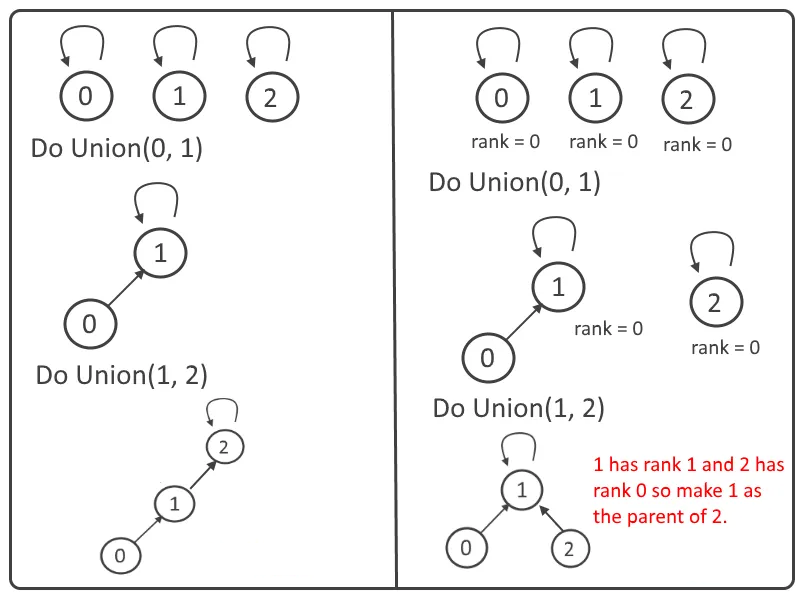 0 1 2
Do Union(0, 1)
1
0
Do Union(1, 2)
2
1
0
0 1 2
rank = 0 rank = 0 rank = 0
Do Union(0, 1)
1 2
rank = 0
rank = 0
0
Do Union(1, 2)
1
0 2
1 has rank 1 and 2 has
rank 0 so make 1 as
the parent of 2.